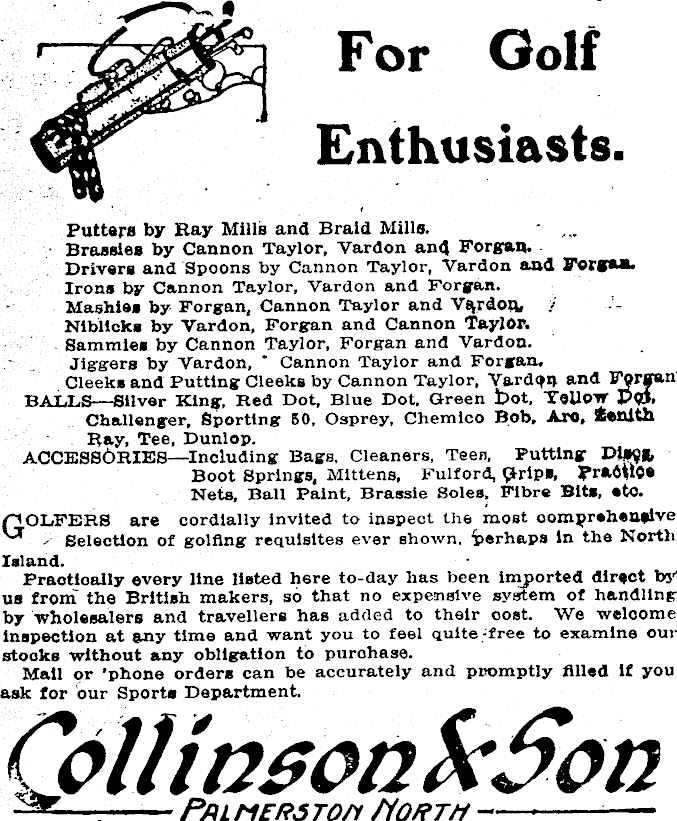 For Golf
Enthusiasts.
Putters by Ray Mills and Braid Mills.
Brassies by Cannon Taylor, Vardon and Forgan.
Drivers and Spoons by Cannon Taylor, Vardon and Forgan.
Irons by Cannon Taylor, Vardon and Forgan.
Mashies by Forgan, Cannon Taylor and Vardon,
Niblicks by Vardon, Forgan and Cannon Taylor.
Sammies by Cannon Taylor, Forgan and Vardon.
Jiggers by Vardon, Cannon Taylor and Forgan.
Cleeks and Putting Cleeks by Cannon Taylor, Vardon and Forgan
BALLS—Silver King, Red Dot, Blue Dot, Green Dot, Yellow Dot,
Challenger, Sporting 50, Osprey, Chemico Bob, Arc, Zenith
Ray, Tee, Dunlop.
ACCESSORIES—Including Bags, Cleaners, Tees, Putting Discs,
Boot Springs, Mittens, Fulford, Grips, Practice
Nets, Ball Paint, Brassie Soles, Fibre Bits, etc.
GOLFERS are cordially invited to inspect the most comprehensive
Selection of golfing requisites ever shown, perhaps in the North
Island.
Practically every line listed here to-day has been imported direct by
us from the British makers, so that no expensive system of handling
by wholesalers and travellers has added to their cost. We welcome
inspection at any time and want you to feel quite free to examine our
stocks without any obligation to purchase.
Mail or 'phone orders can be accurately and promptly filled if you
ask for our Sports Department.
Collinson & Son
PALMERSTON NORTH